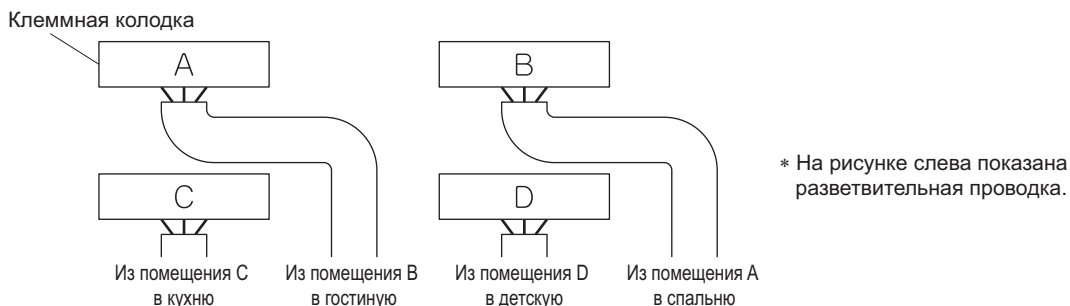 Клеммная колодка
A
B
C
D
Из помещения C
в кухню
Из помещения B
в гостиную
Из помещения D
в детскую
Из помещения A
в спальню
* На рисунке слева показана
разветвительная проводка.